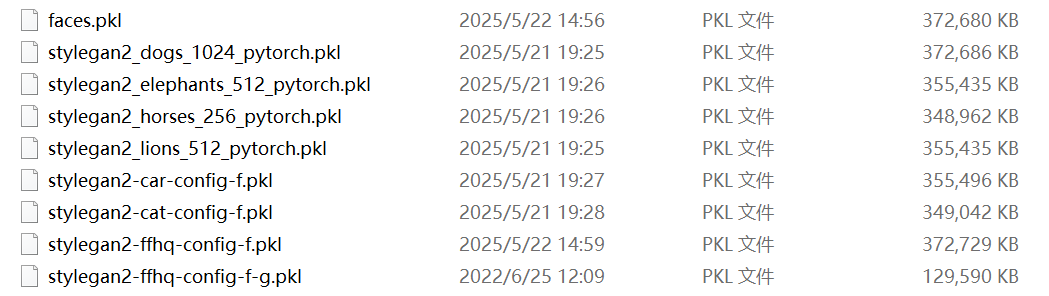 faces.pkl 2025/5/22 14:56 PKL 文件 372,680 KB
stylegan2_dogs_1024_pytorch.pkl 2025/5/21 19:25 PKL 文件 372,686 KB
stylegan2_elephants_512_pytorch.pkl 2025/5/21 19:26 PKL 文件 355,435 KB
stylegan2_horses_256_pytorch.pkl 2025/5/21 19:26 PKL 文件 348,962 KB
stylegan2_lions_512_pytorch.pkl 2025/5/21 19:25 PKL 文件 355,435 KB
stylegan2-car-config-f.pkl 2025/5/21 19:27 PKL 文件 355,496 KB
stylegan2-cat-config-f.pkl 2025/5/21 19:28 PKL 文件 349,042 KB
stylegan2-ffhq-config-f.pkl 2025/5/22 14:59 PKL 文件 372,729 KB
stylegan2-ffhq-config-f-g.pkl 2022/6/25 12:09 PKL 文件 129,590 KB